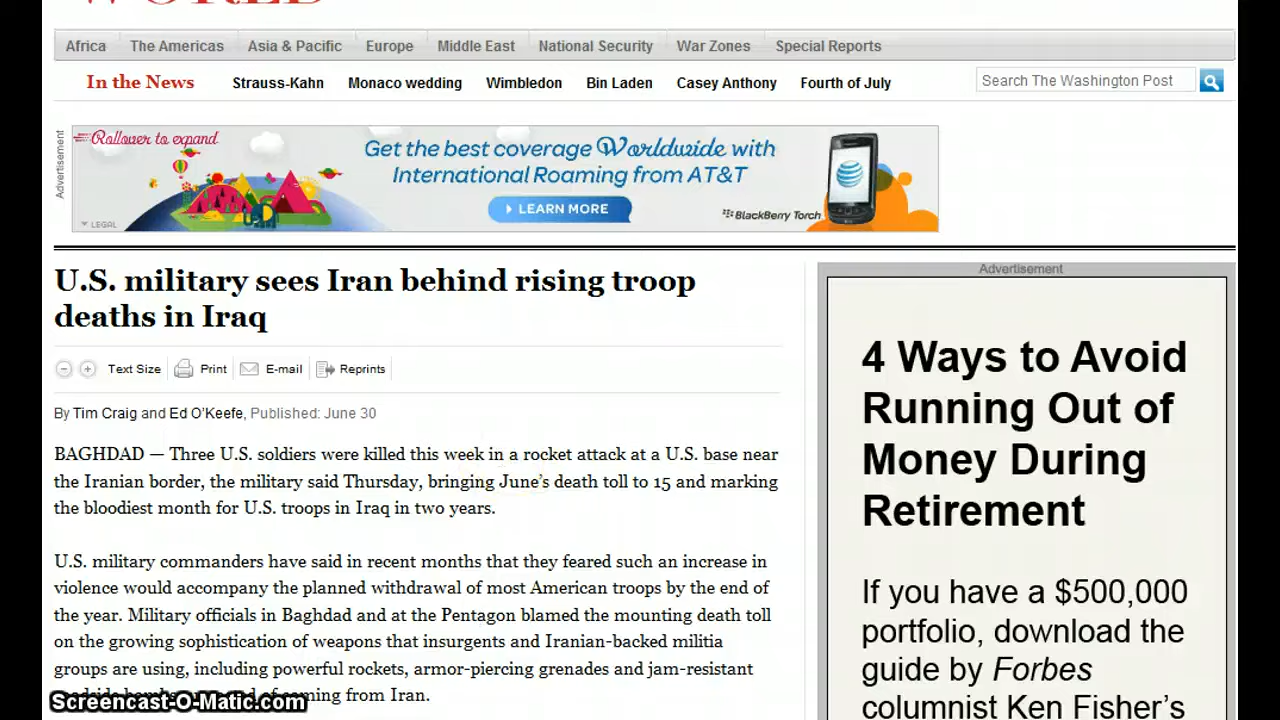 WORLD
Africa The Americas Asia & Pacific Europe Middle East National Security War Zones Special Reports
In the News Strauss-Kahn Monaco wedding Wimbledon Bin Laden Casey Anthony Fourth of July Search The Washington Post
Advertisement
Rollover to expand
Get the best coverage Worldwide with
International Roaming from AT&T
LEARN MORE
BlackBerry Torch
LEGAL
U.S. military sees Iran behind rising troop
deaths in Iraq
Text Size Print E-mail Reprints
By Tim Craig and Ed O'Keefe, Published: June 30
BAGHDAD — Three U.S. soldiers were killed this week in a rocket attack at a U.S. base near
the Iranian border, the military said Thursday, bringing June's death toll to 15 and marking
the bloodiest month for U.S. troops in Iraq in two years.
U.S. military commanders have said in recent months that they feared such an increase in
violence would accompany the planned withdrawal of most American troops by the end of
the year. Military officials in Baghdad and at the Pentagon blamed the mounting death toll
on the growing sophistication of weapons that insurgents and Iranian-backed militia
groups are using, including powerful rockets, armor-piercing grenades and jam-resistant
coming from Iran.
Screencast-O-Matic.com
Advertisement
4 Ways to Avoid
Running Out of
Money During
Retirement
If you have a $500,000
portfolio, download the
guide by Forbes
columnist Ken Fisher's